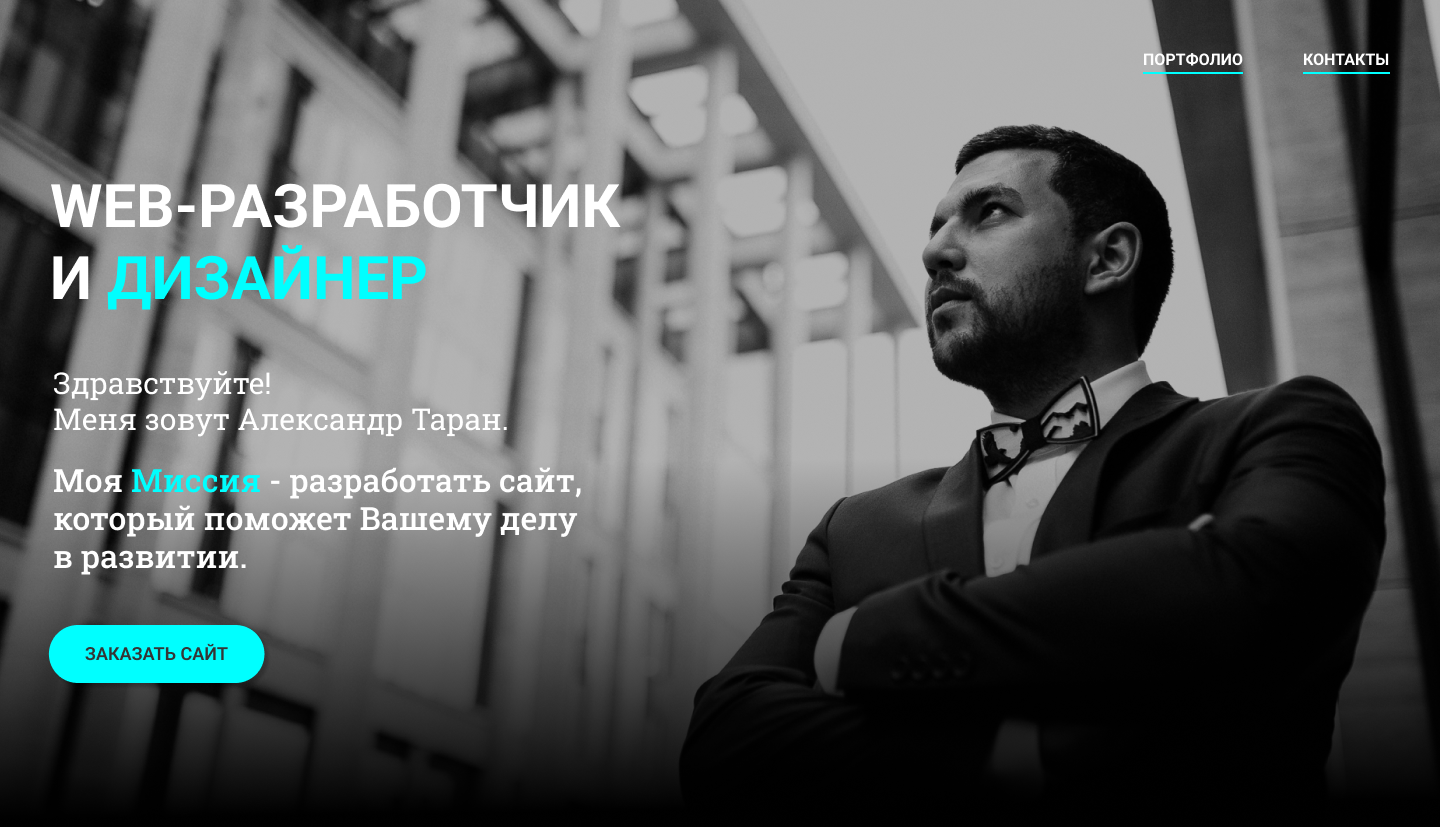 ПОРТФОЛИО КОНТАКТЫ
WEB-РАЗРАБОТЧИК
И ДИЗАЙНЕР
Здравствуйте!
Меня зовут Александр Таран.
Моя Миссия - разработать сайт,
который поможет Вашему делу
в развитии.
ЗАКАЗАТЬ САЙТ